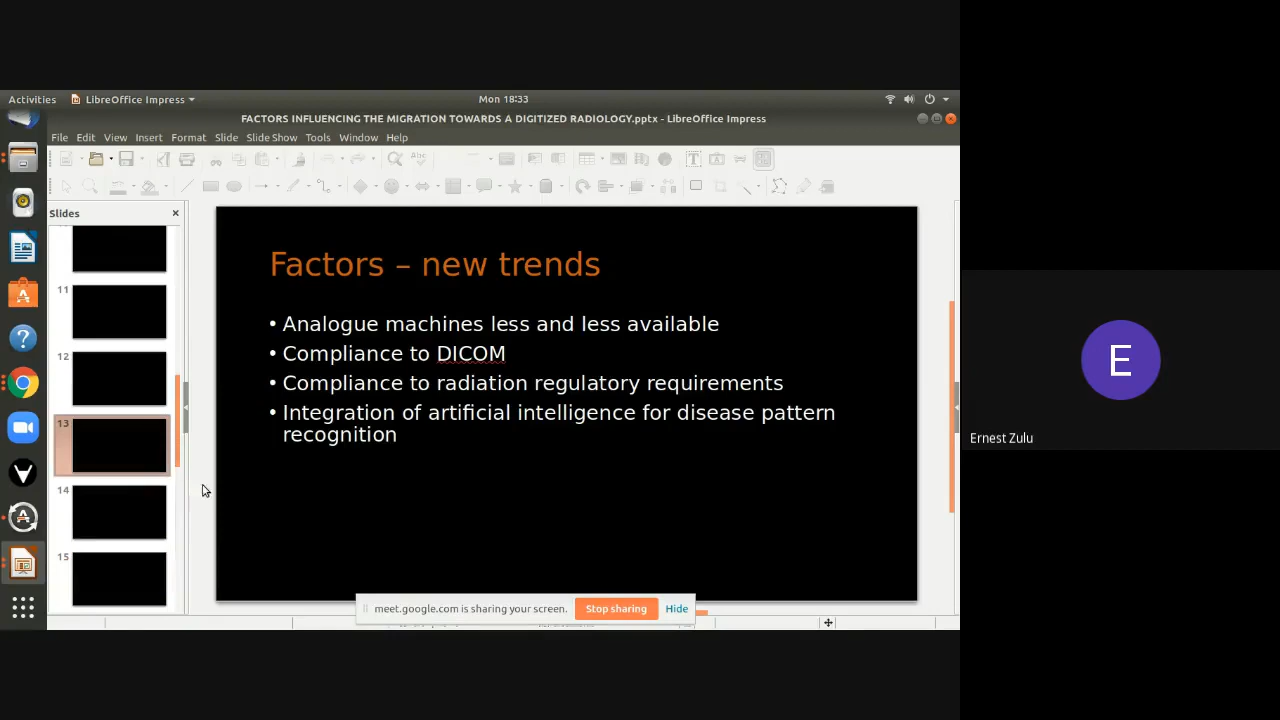 Activities
LibreOffice Impress
Mon 18:33
FACTORS INFLUENCING THE MIGRATION TOWARDS A DIGITIZED RADIOLOGY.pptx - LibreOffice Impress
File Edit View Insert Format Slide Slide Show Tools Window Help
Slides
11
12
13
14
15
Factors – new trends
• Analogue machines less and less available
• Compliance to DICOM
• Compliance to radiation regulatory requirements
• Integration of artificial intelligence for disease pattern
recognition
meet.google.com is sharing your screen.
Stop sharing
Hide
E
Ernest Zulu